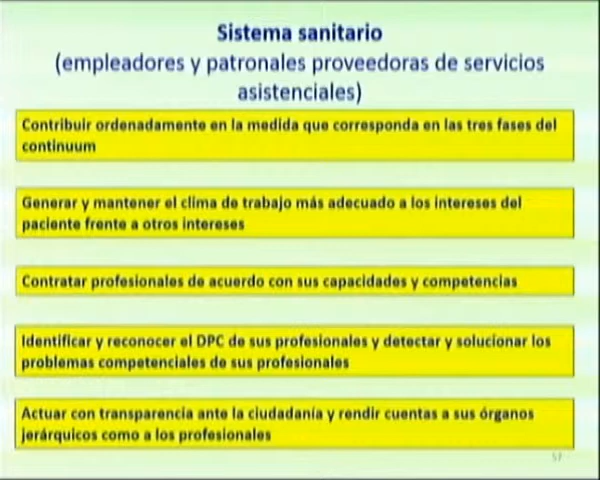 Sistema sanitario
(empleadores y patronales proveedoras de servicios
asistenciales)
Contribuir ordenadamente en la medida que corresponda en las tres fases del
continuum
Generar y mantener el clima de trabajo más adecuado a los intereses del
paciente frente a otros intereses
Contratar profesionales de acuerdo con sus capacidades y competencias
Identificar y reconocer el DPC de sus profesionales y detectar y solucionar los
problemas competenciales de sus profesionales
Actuar con transparencia ante la ciudadanía y rendir cuentas a sus órganos
jerárquicos como a los profesionales